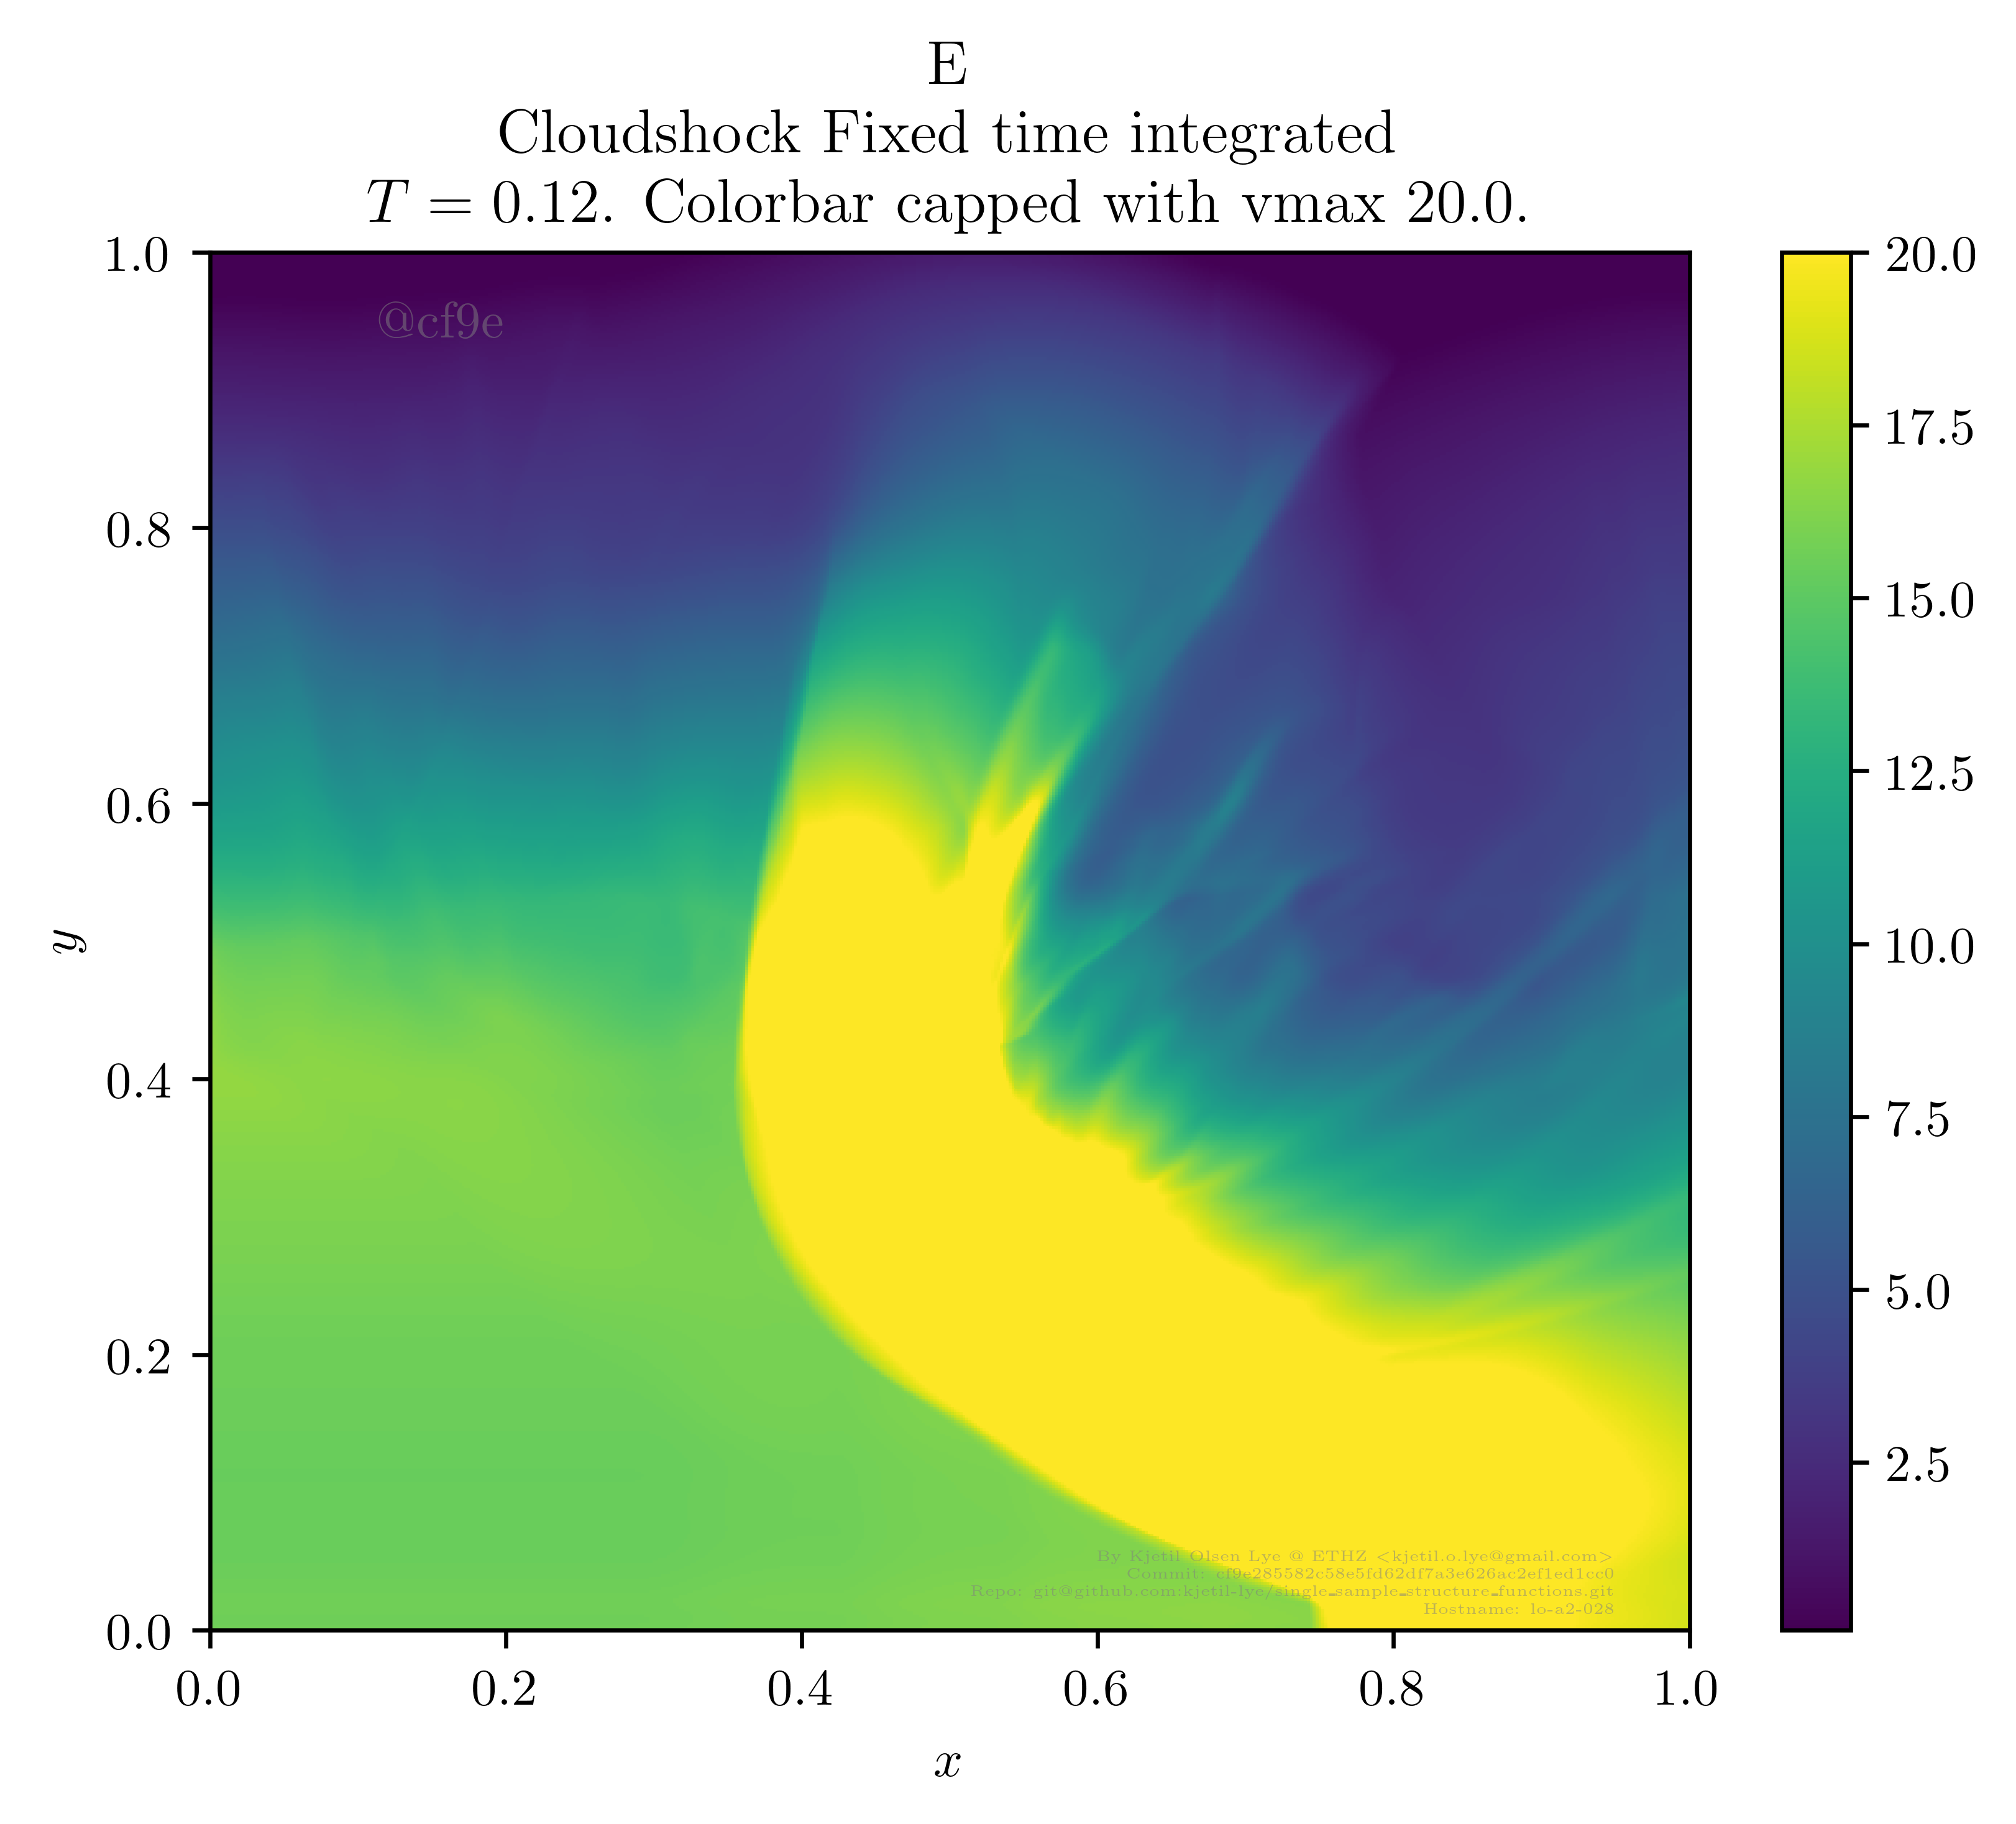 E
Cloudshock Fixed time integrated
T = 0.12. Colorbar capped with vmax 20.0.
1.0
0.8
0.6
0.4
0.2
0.0
y
@cf9e
By Kjetil Olsen Lye @ ETHZ <kjetil.o.lye@gmail.com>
Commit: cf9e285582c58e5fd62df7a3e626ac2ef1ed1cc0
Repo: git@github.com:kjetil-lye/single_sample_structure_functions.git
Hostname: lo-a2-028
0.0 0.2 0.4 0.6 0.8 1.0
x
20.0
17.5
15.0
12.5
10.0
7.5
5.0
2.5